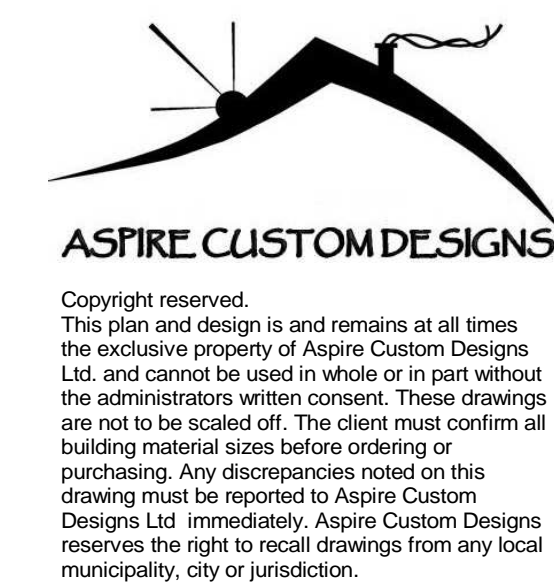 ASPIRE CUSTOM DESIGNS
Copyright reserved.
This plan and design is and remains at all times
the exclusive property of Aspire Custom Designs
Ltd. and cannot be used in whole or in part without
the administrators written consent. These drawings
are not to be scaled off. The client must confirm all
building material sizes before ordering or
purchasing. Any discrepancies noted on this
drawing must be reported to Aspire Custom
Designs Ltd  immediately. Aspire Custom Designs
reserves the right to recall drawings from any local
municipality, city or jurisdiction.